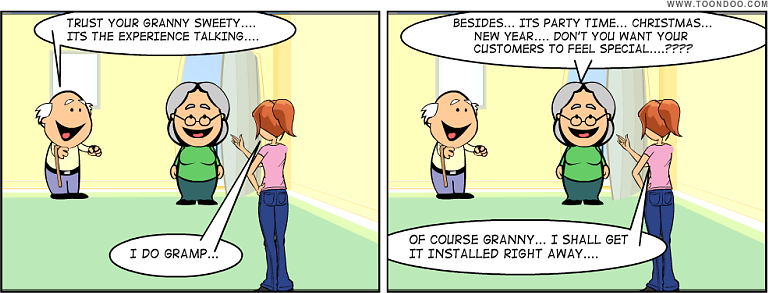 WWW.TOONDOO.COM
TRUST YOUR GRANNY SWEETY....
ITS THE EXPERIENCE TALKING....
I DO GRAMP...
BESIDES... ITS PARTY TIME... CHRISTMAS...
NEW YEAR.... DON'T YOU WANT YOUR
CUSTOMERS TO FEEL SPECIAL....????
OF COURSE GRANNY... I SHALL GET
IT INSTALLED RIGHT AWAY....